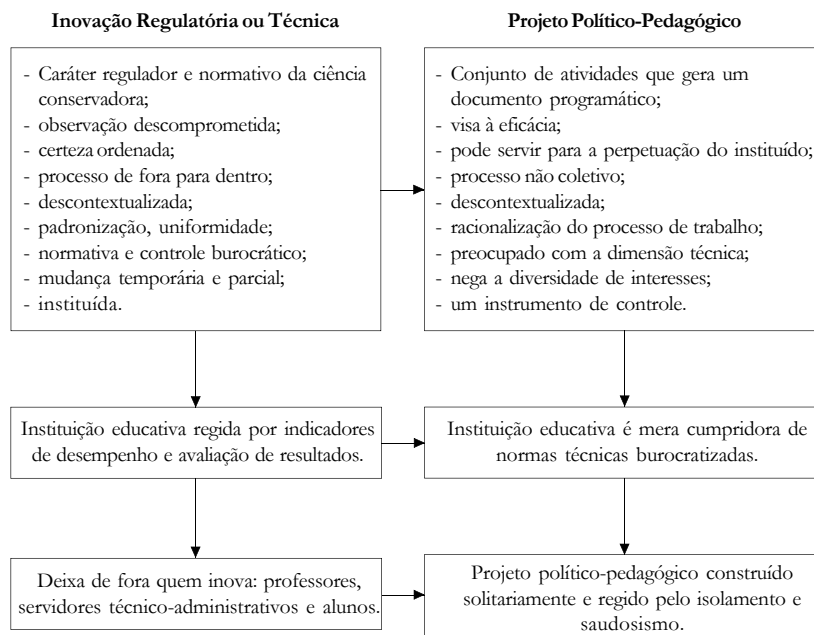 Inovação Regulatória ou Técnica
- Caráter regulador e normativo da ciência
conservadora;
- observação descomprometida;
- certeza ordenada;
- processo de fora para dentro;
- descontextualizada;
- padronização, uniformidade;
- normativa e controle burocrático;
- mudança temporária e parcial;
- instituída.
Projeto Político-Pedagógico
- Conjunto de atividades que gera um
documento programático;
- visa à eficácia;
- pode servir para a perpetuação do instituído;
- processo não coletivo;
- descontextualizada;
- racionalização do processo de trabalho;
- preocupado com a dimensão técnica;
- nega a diversidade de interesses;
- um instrumento de controle.
Instituição educativa regida por indicadores
de desempenho e avaliação de resultados.
Instituição educativa é mera cumpridora de
normas técnicas burocratizadas.
Deixa de fora quem inova: professores,
servidores técnico-administrativos e alunos.
Projeto político-pedagógico construído
solitariamente e regido pelo isolamento e
saudosismo.